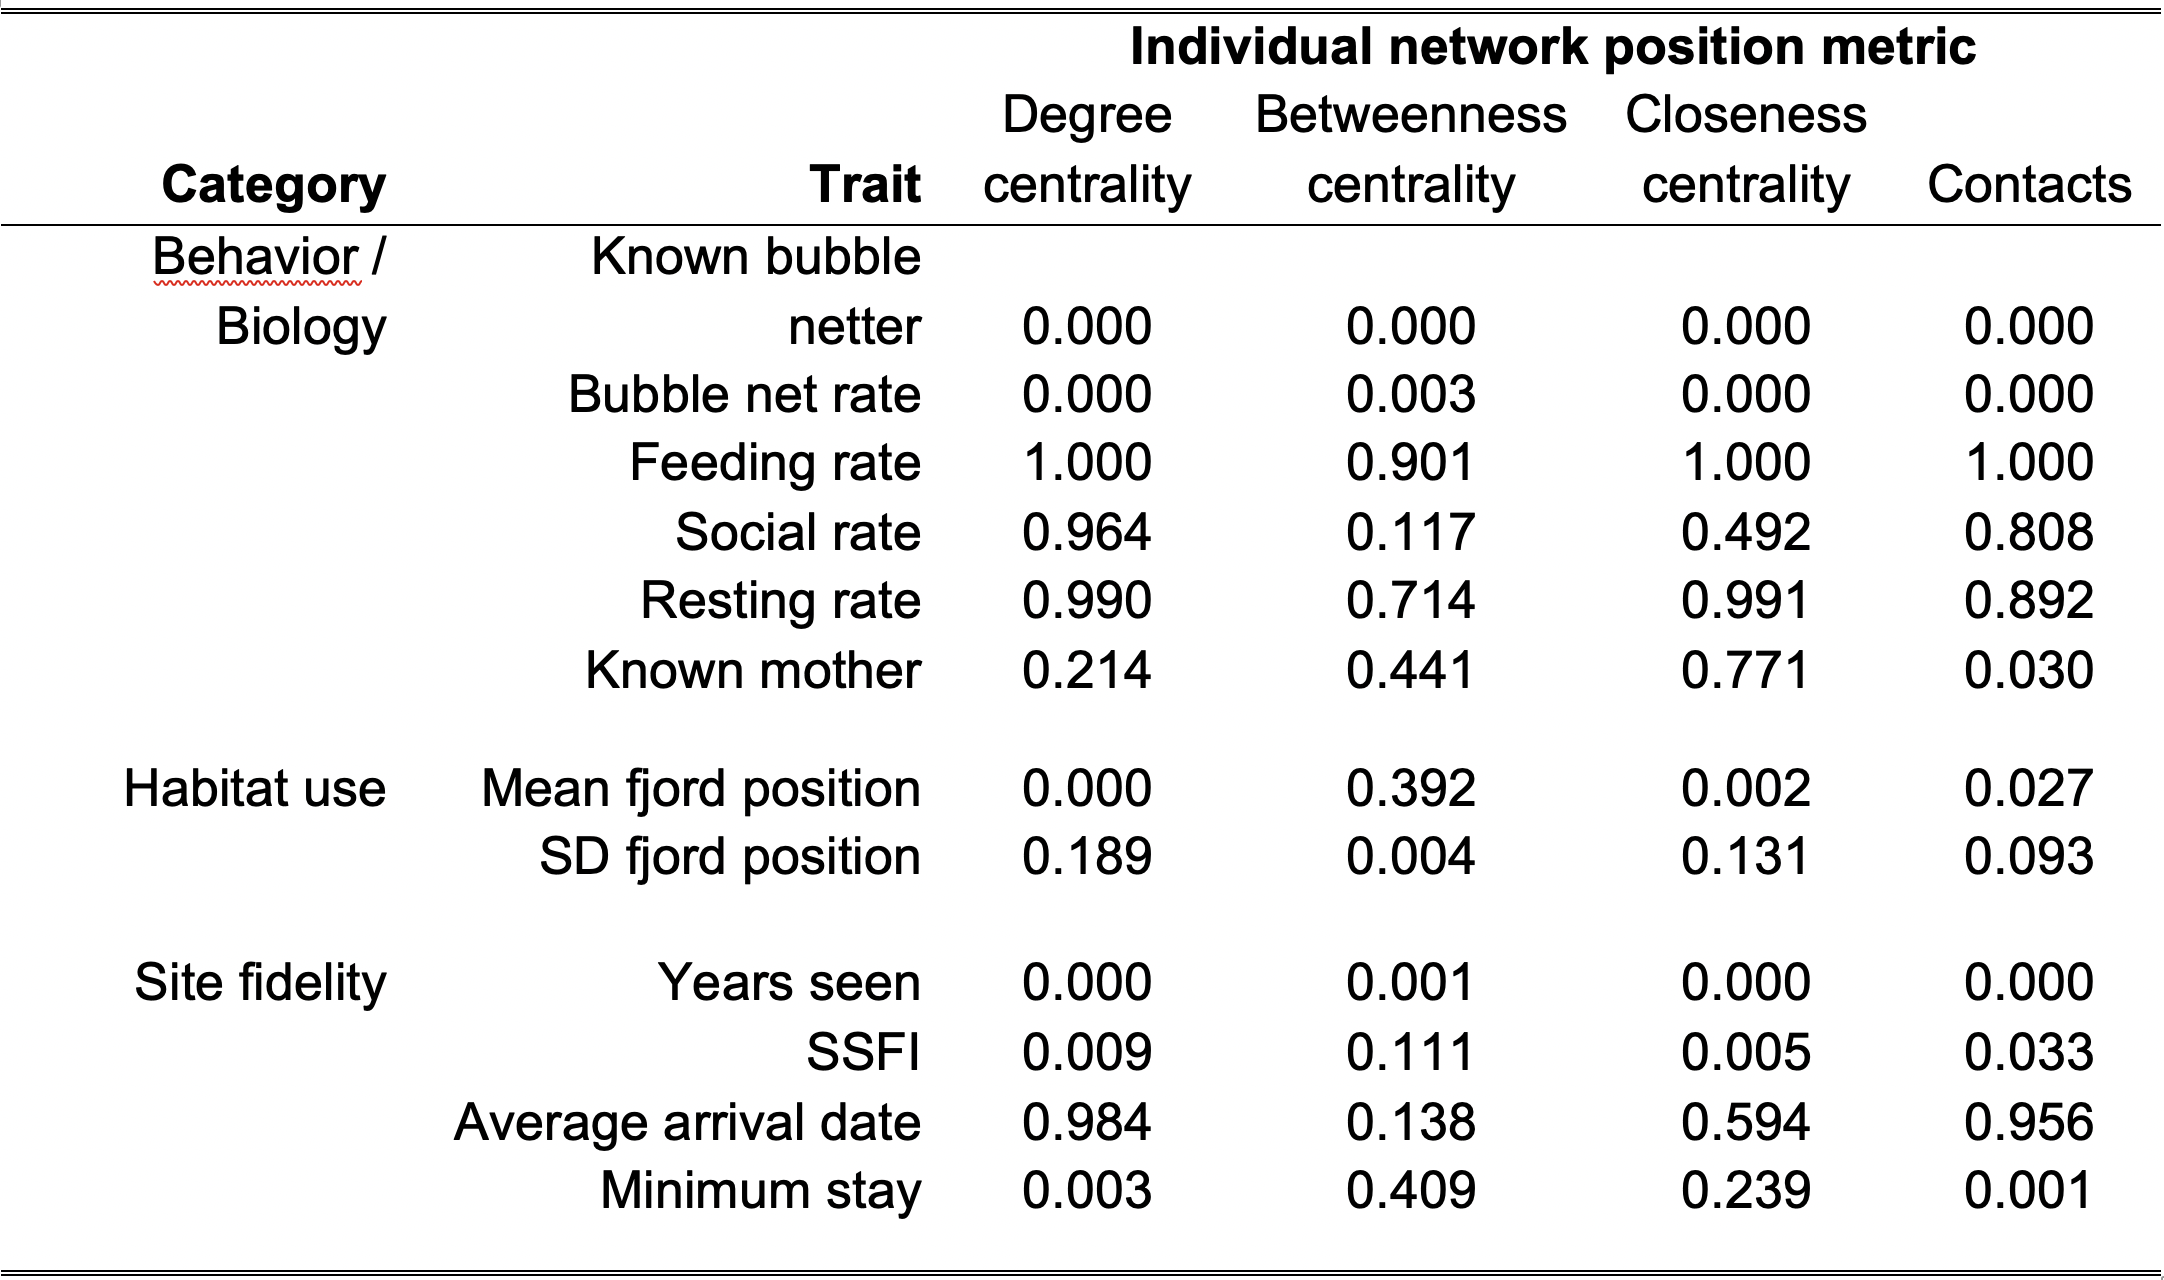 Individual network position metric
Degree Betweenness Closeness
Category Trait centrality centrality centrality Contacts
Behavior / Known bubble
Biology netter 0.000 0.000 0.000 0.000
Bubble net rate 0.000 0.003 0.000 0.000
Feeding rate 1.000 0.901 1.000 1.000
Social rate 0.964 0.117 0.492 0.808
Resting rate 0.990 0.714 0.991 0.892
Known mother 0.214 0.441 0.771 0.030
Habitat use Mean fjord position 0.000 0.392 0.002 0.027
SD fjord position 0.189 0.004 0.131 0.093
Site fidelity Years seen 0.000 0.001 0.000 0.000
SSFI 0.009 0.111 0.005 0.033
Average arrival date 0.984 0.138 0.594 0.956
Minimum stay 0.003 0.409 0.239 0.001